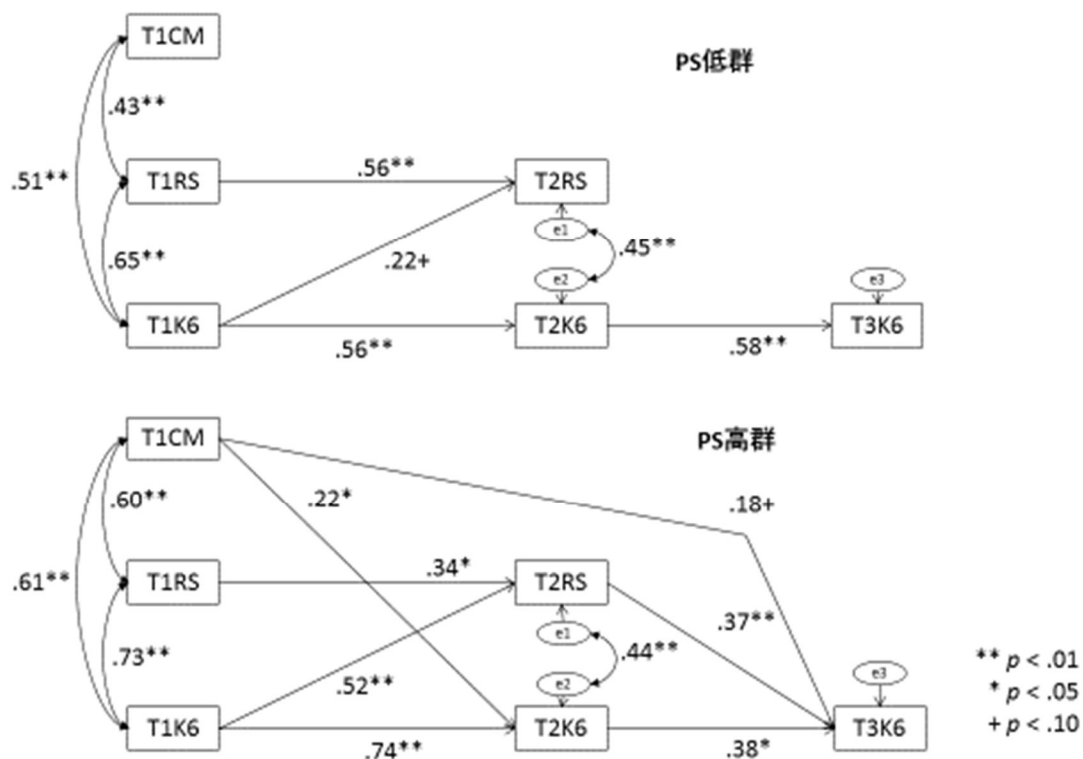 T1CM
PS低群
.43**
.51**
T1RS
.56**
T2RS
e1
.65**
.22+
.45**
e2
e3
T1K6
T2K6
T3K6
.56**
.58**
T1CM
PS高群
.60**
.22*
.18+
.61**
T1RS
.34*
T2RS
e1
.37**
.73**
.52**
.44**
e2
e3
** p < .01
* p < .05
+ p < .10
T1K6
T2K6
T3K6
.74**
.38*